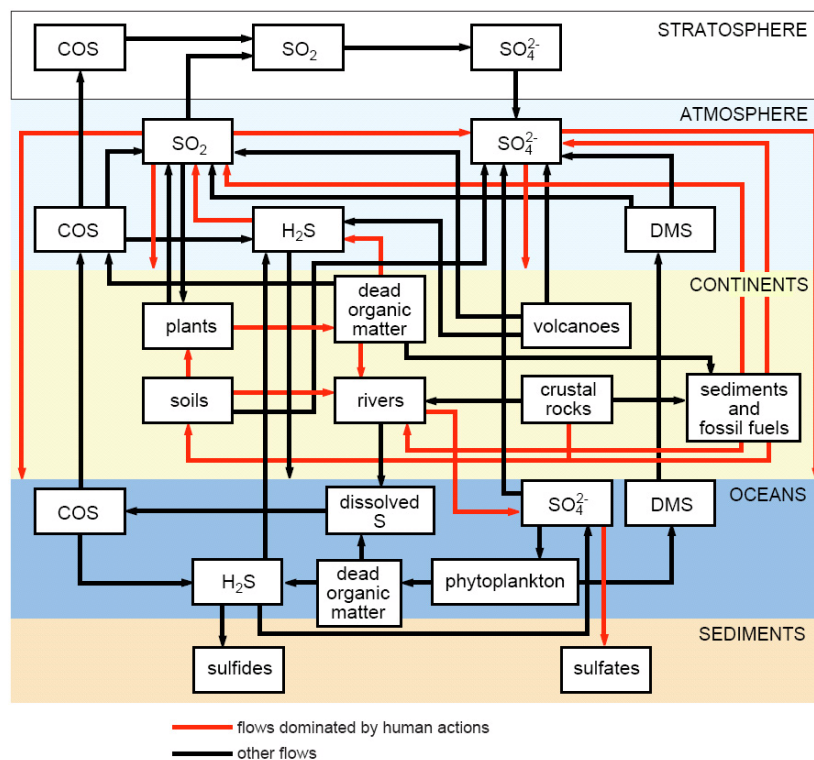 STRATOSPHERE
COS
SO₂
SO₄²⁻
ATMOSPHERE
SO₂
SO₄²⁻
COS
H₂S
DMS
CONTINENTS
plants
dead
organic
matter
volcanoes
soils
rivers
crustal
rocks
sediments
and
fossil fuels
OCEANS
COS
dissolved
S
SO₄²⁻
DMS
H₂S
dead
organic
matter
phytoplankton
SEDIMENTS
sulfides
sulfates
flows dominated by human actions
other flows